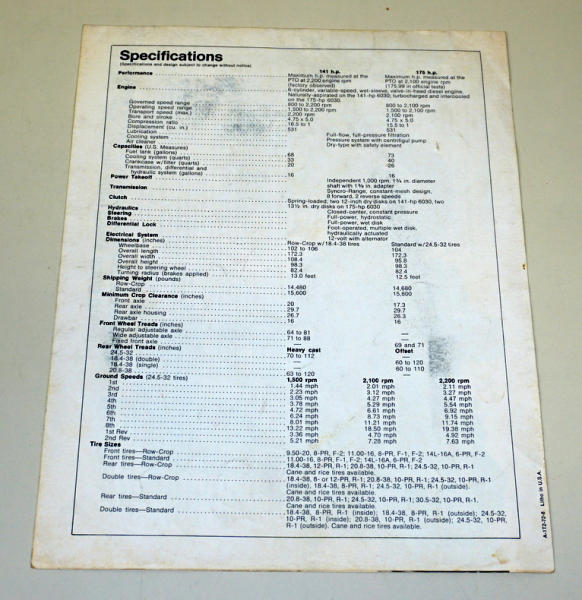 Specifications
(Specifications and design subject to change without notice)
141 h.p. 175 h.p.
Performance Maximum h.p. measured at the Maximum h.p. measured at the
PTO at 2,200 engine rpm PTO at 2,100 engine rpm
(factory observed) (175.99 in official tests)
Engine 6-cylinder, variable-speed, wet-sleeve, valve-in-head diesel engine.
Naturally-aspirated on the 141-hp 6030, turbocharged and intercooled
on the 175-hp 6030.
Governed speed range 800 to 2,200 rpm 800 to 2,100 rpm
Operating speed range 1,500 to 2,200 rpm 1,500 to 2,100 rpm
Transport speed (max.) 2,200 rpm 2,100 rpm
Bore and stroke 4.75 x 5.0 4.75 x 5.0
Compression ratio 16.5 to 1 15.5 to 1
Displacement (cu. in.) 531 531
Lubrication Full-flow, full-pressure filtration
Cooling system Pressure system with centrifugal pump
Air cleaner Dry-type with safety element
Capacities (U.S. Measures)
Fuel tank (gallons) 68 73
Cooling system (quarts) 33 40
Crankcase w/filter (quarts) 20 26
Transmission, differential and
hydraulic system (gallons) 16 16
Power Takeoff Independent 1,000 rpm. 1¾ in. diameter
shaft with 1⅜ in. adapter
Transmission Syncro-Range, constant-mesh design,
8 forward, 2 reverse speeds
Clutch Spring-loaded, two 12-inch dry disks on 141-hp 6030, two
13½ in. dry disks on 175-hp 6030
Hydraulics Closed-center, constant pressure
Steering Full-power, hydrostatic
Brakes Full-power, wet disk
Differential Lock Foot-operated, multiple wet disk,
hydraulically actuated
Electrical System 12-volt with alternator
Dimensions (inches) Row-Crop w/18.4-38 tires Standard w/24.5-32 tires
Wheelbase 102 to 106 104
Overall length 172.3 172.3
Overall width 108.4 95.8
Overall height 98.3 98.3
Height to steering wheel 82.4 82.4
Turning radius (brakes applied) 13.0 feet 12.5 feet
Shipping Weight (pounds)
Row-Crop 14,480 14,680
Standard 15,600 15,800
Minimum Crop Clearance (inches)
Front axle 20 17.3
Rear axle 29.7 29.7
Rear axle housing 26.7 26.3
Drawbar 16 16
Front Wheel Treads (inches)
Regular adjustable axle 64 to 81 —
Wide adjustable axle 71 to 88 —
Fixed front axle — 69 and 71
Rear Wheel Treads (inches) Heavy cast Offset
24.5-32 70 to 112 —
18.4-38 (double) — 60 to 120
18.4-38 (single) — 60 to 110
20.8-38 63 to 120 —
Ground Speeds (24.5-32 tires) 1,500 rpm 2,100 rpm 2,200 rpm
1st 1.44 mph 2.01 mph 2.11 mph
2nd 2.23 mph 3.12 mph 3.27 mph
3rd 3.05 mph 4.27 mph 4.47 mph
4th 3.78 mph 5.29 mph 5.54 mph
5th 4.72 mph 6.61 mph 6.92 mph
6th 6.24 mph 8.73 mph 9.15 mph
7th 8.01 mph 11.21 mph 11.74 mph
8th 13.22 mph 18.50 mph 19.38 mph
1st Rev 3.36 mph 4.70 mph 4.92 mph
2nd Rev 5.21 mph 7.28 mph 7.63 mph
Tire Sizes
Front tires—Row-Crop 9.50-20, 8-PR, F-2; 11.00-16, 8-PR, F-1, F-2; 14L-16A, 6-PR, F-2
Front tires—Standard 11.00-16, 8-PR, F-1, F-2; 14L-16A, 6-PR, F-2
Rear tires—Row-Crop 18.4-38, 12-PR, R-1; 20.8-38, 10-PR, R-1; 24.5-32, 10-PR, R-1
Cane and rice tires available.
Double tires—Row-Crop 18.4-38, 8- or 12-PR, R-1; 20.8-38, 10-PR, R-1; 24.5-32, 10-PR, R-1
(inside), 18.4-38, 8-PR, R-1; 24.5-32, 10-PR, R-1 (outside).
Cane and rice tires available.
Rear tires—Standard 20.8-38, 10-PR, R-1; 24.5-32, 10-PR, R-1; 30.5-32, 10-PR, R-1.
Cane and rice tires available.
Double tires—Standard 18.4-38, 8-PR, R-1 (inside); 18.4-38, 8-PR, R-1 (outside); 24.5-32,
10-PR, R-1 (inside); 20.8-38, 10-PR, R-1 (outside); 24.5-32, 10-PR,
R-1 (outside). Cane and rice tires available.
A-173-72-8 Litho in U.S.A.